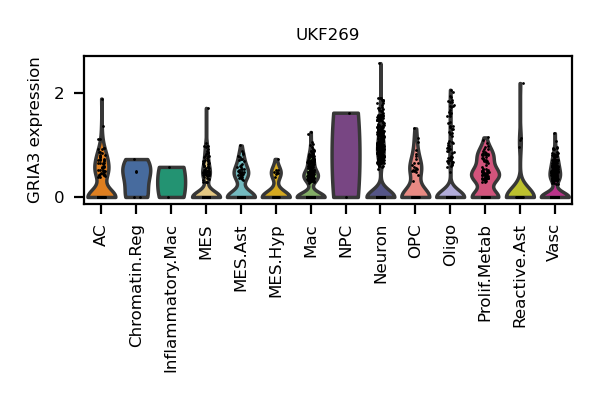 UKF269
GRIA3 expression
2
0
AC
Chromatin.Reg
Inflammatory.Mac
MES
MES.Ast
MES.Hyp
Mac
NPC
Neuron
OPC
Oligo
Prolif.Metab
Reactive.Ast
Vasc